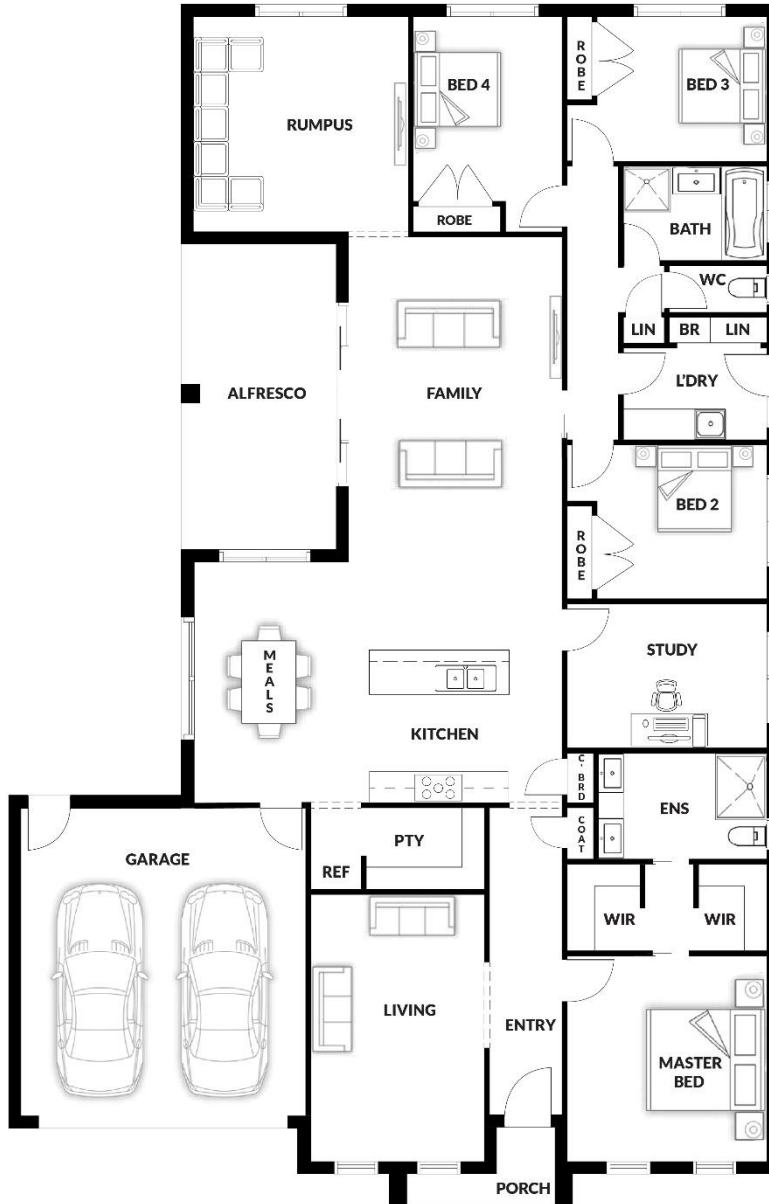 RUMPUS
BED 4
ROBE
ROBE
BED 3
BATH
WC
LIN
BR
LIN
L'DRY
ALFRESCO
FAMILY
BED 2
ROBE
MEALS
STUDY
KITCHEN
C'BRD
COAT
ENS
GARAGE
PTY
REF
WIR
WIR
LIVING
ENTRY
MASTER
BED
PORCH